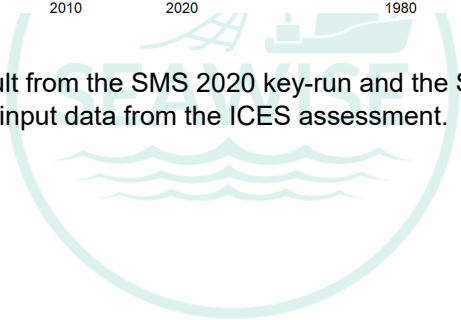 2010 2020 1980
ult from the SMS 2020 key-run and the S
input data from the ICES assessment.
SEAWISE